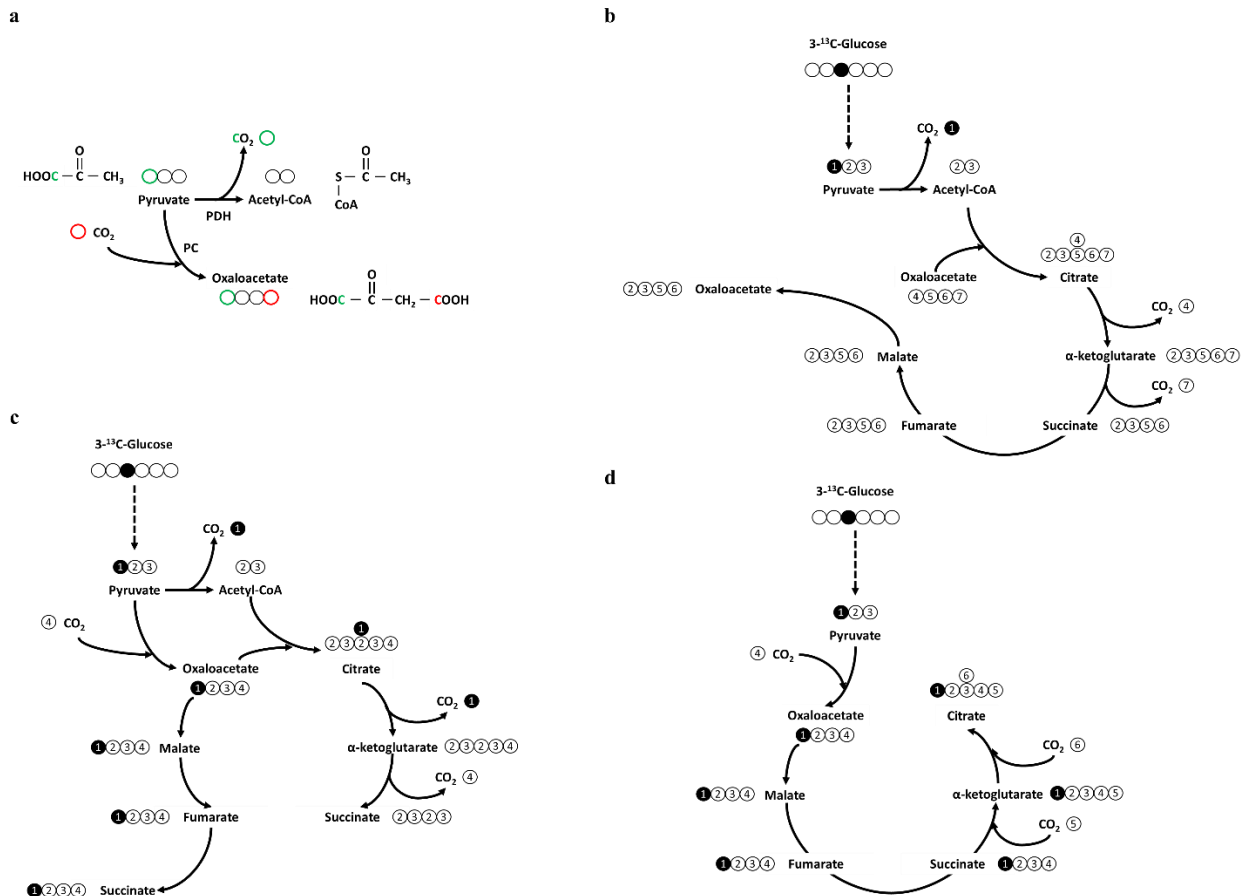 a
CO₂
O
HOOC – C – CH₃
Pyruvate
PDH
Acetyl-CoA
O
S – C – CH₃
CoA
CO₂
PC
Oxaloacetate
O
HOOC – C – CH₂ – COOH
b
3-¹³C-Glucose
CO₂ 1
1 2 3
Pyruvate
2 3
Acetyl-CoA
4
2 3 5 6 7
Citrate
Oxaloacetate
4 5 6 7
2 3 5 6 Oxaloacetate
CO₂ 4
2 3 5 6 Malate
α-ketoglutarate 2 3 5 6 7
CO₂ 7
2 3 5 6 Fumarate
Succinate 2 3 5 6
c
3-¹³C-Glucose
CO₂ 1
1 2 3
Pyruvate
2 3
Acetyl-CoA
4 CO₂
1
2 3 2 3 4
Citrate
Oxaloacetate
1 2 3 4
CO₂ 1
1 2 3 4 Malate
α-ketoglutarate 2 3 2 3 4
CO₂ 4
1 2 3 4 Fumarate
Succinate 2 3 2 3
1 2 3 4 Succinate
d
3-¹³C-Glucose
1 2 3
Pyruvate
4 CO₂
6
1 2 3 4 5
Citrate
Oxaloacetate
1 2 3 4
CO₂ 6
1 2 3 4 Malate
α-ketoglutarate 1 2 3 4 5
CO₂ 5
1 2 3 4 Fumarate
Succinate 1 2 3 4